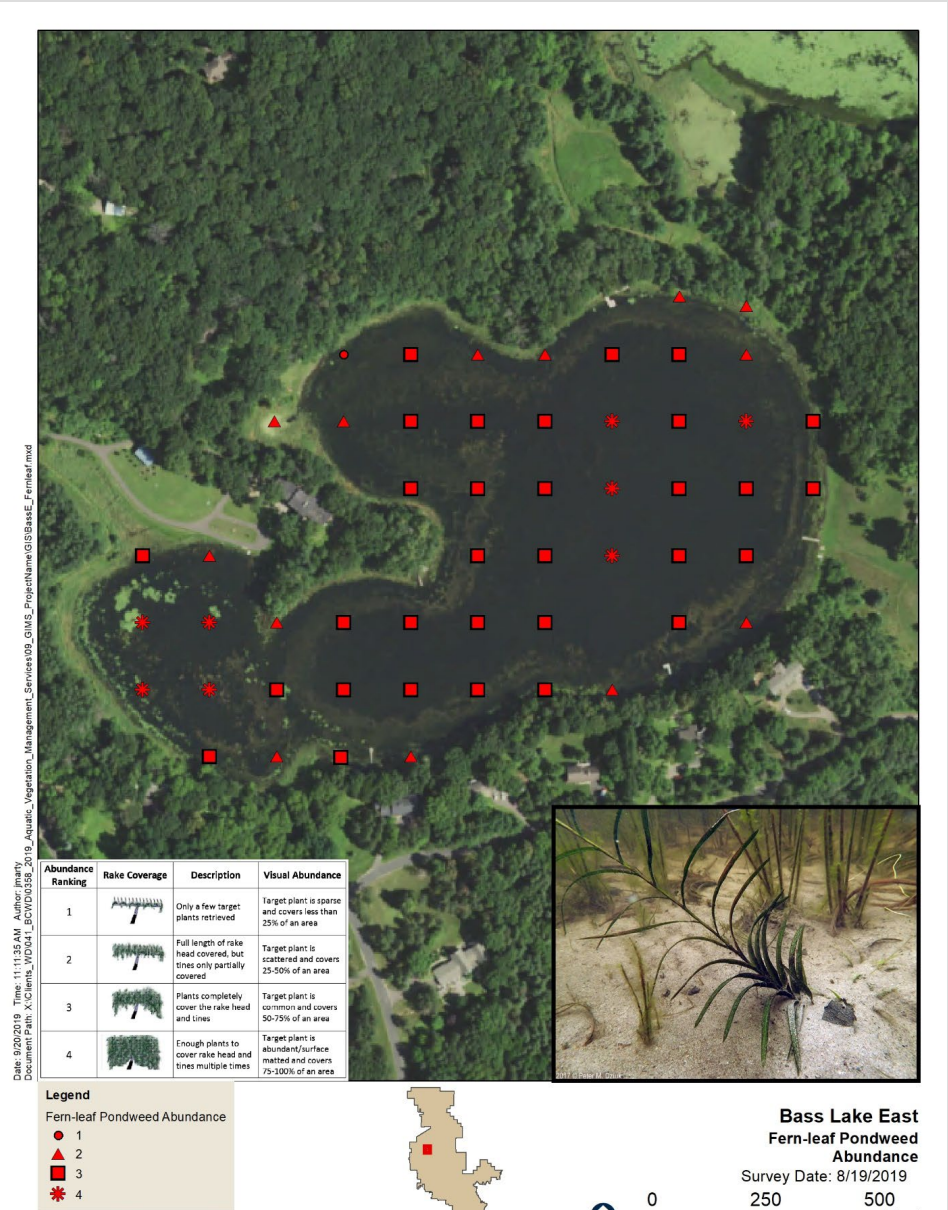 Date: 9/20/2019 Time: 11:11:35 AM Author: jmarty
Document Path: X:\Clients_WD\041_BCWD\0358_2019_Aquatic_Vegetation_Management_Services\09_GIMS_ProjectName\GIS\BassE_Fernleaf.mxd
Abundance Ranking
Rake Coverage
Description
Visual Abundance
1
Only a few target
plants retrieved
Target plant is sparse
and covers less than
25% of an area
2
Full length of rake
head covered, but
tines only partially
covered
Target plant is
scattered and covers
25-50% of an area
3
Plants completely
cover the rake head
and tines
Target plant is
common and covers
50-75% of an area
4
Enough plants to
cover rake head and
tines multiple times
Target plant is
abundant/surface
matted and covers
75-100% of an area
2017 © Peter M. Dziuk
Legend
Fern-leaf Pondweed Abundance
1
2
3
4
Bass Lake East
Fern-leaf Pondweed
Abundance
Survey Date: 8/19/2019
0 250 500